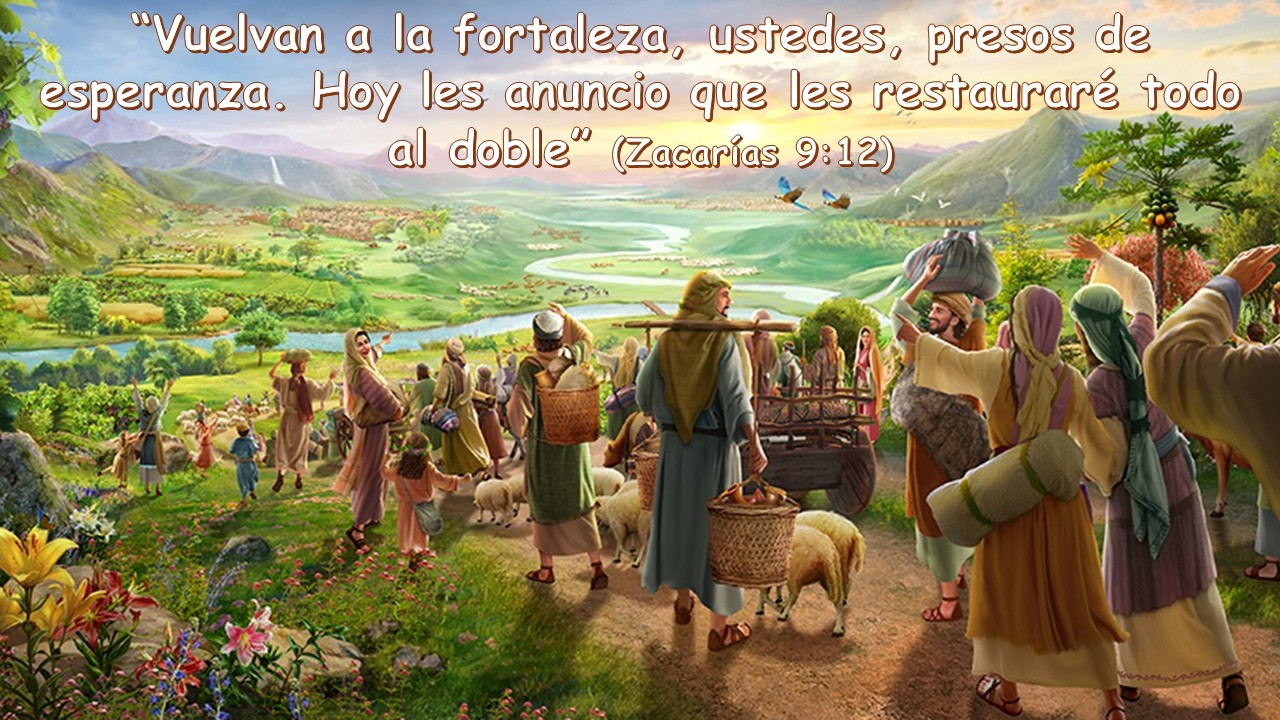 “Vuelvan a la fortaleza, ustedes, presos de
esperanza. Hoy les anuncio que les restauraré todo
al doble” (Zacarías 9:12)